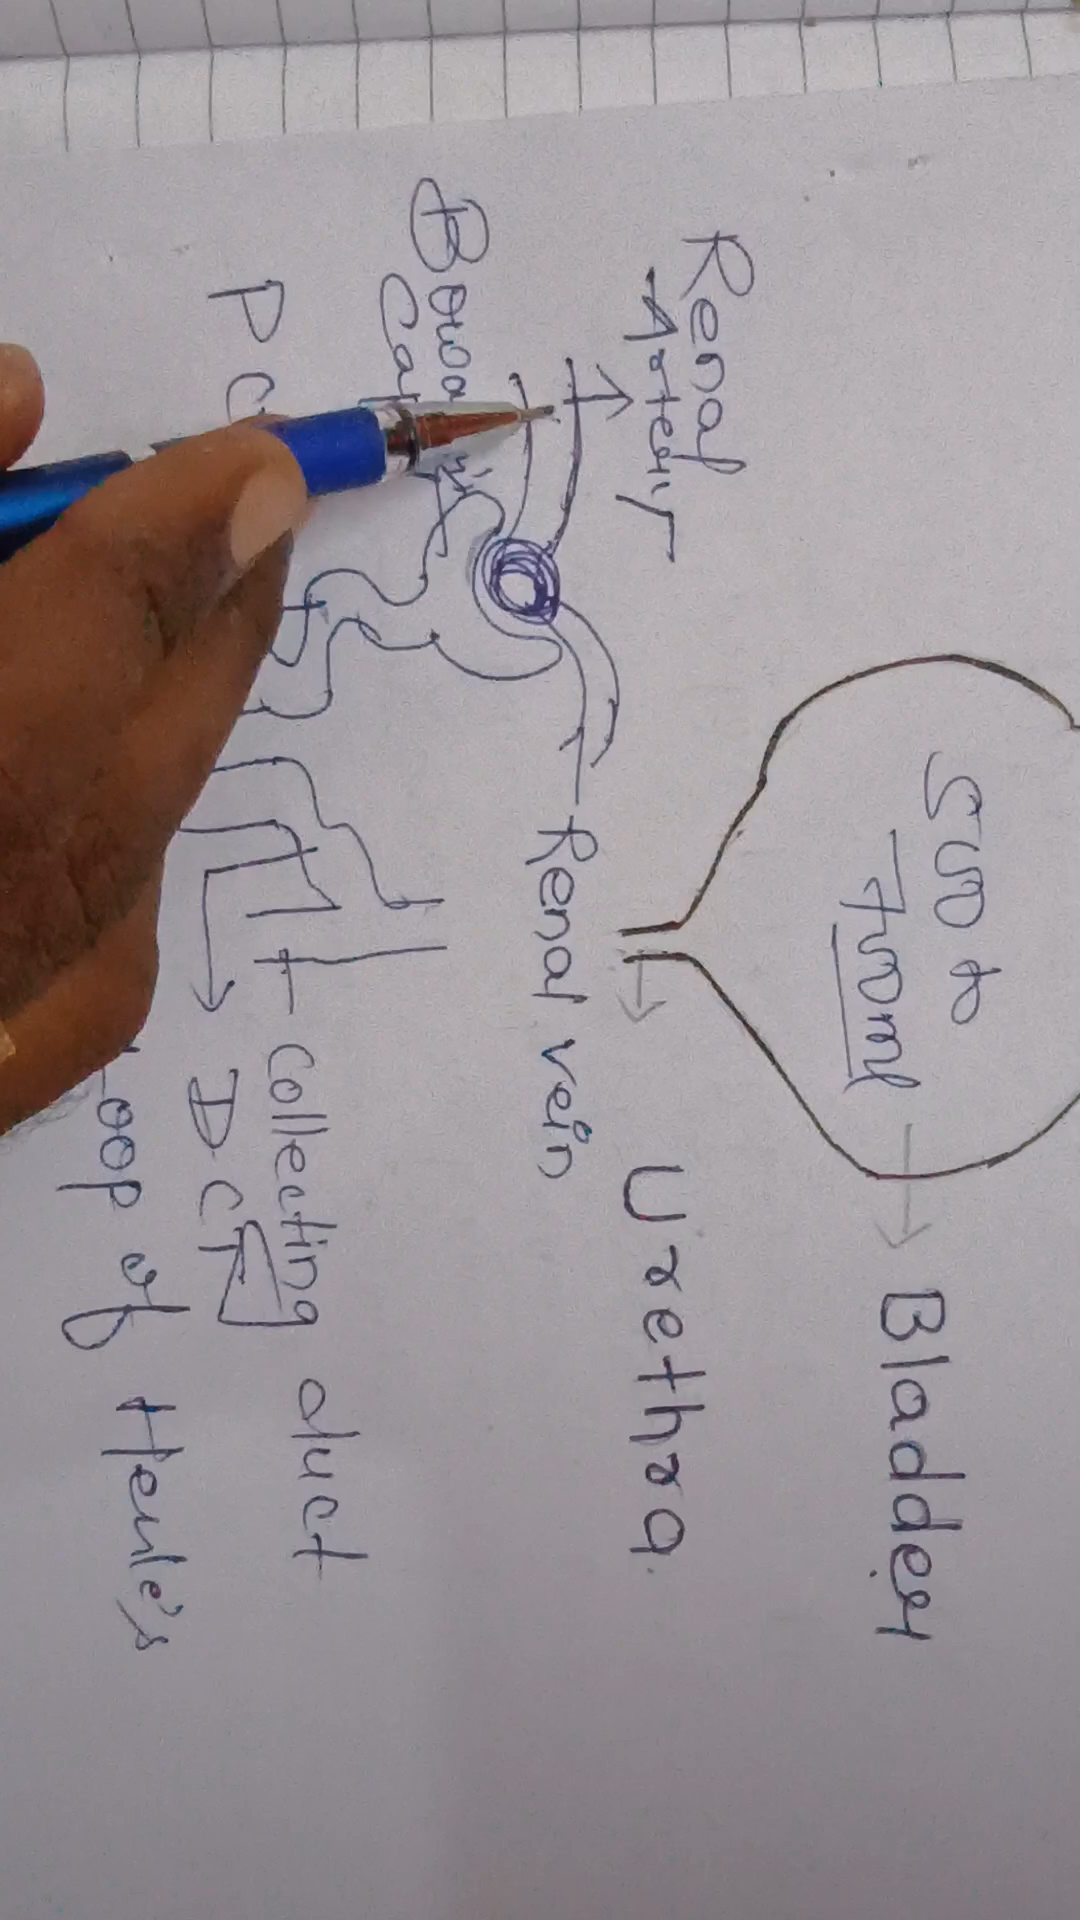 500 to
700ml
Bladder
Renal
Artery
Urethra
Renal vein
Collecting duct
DCT
Loop of Henle's